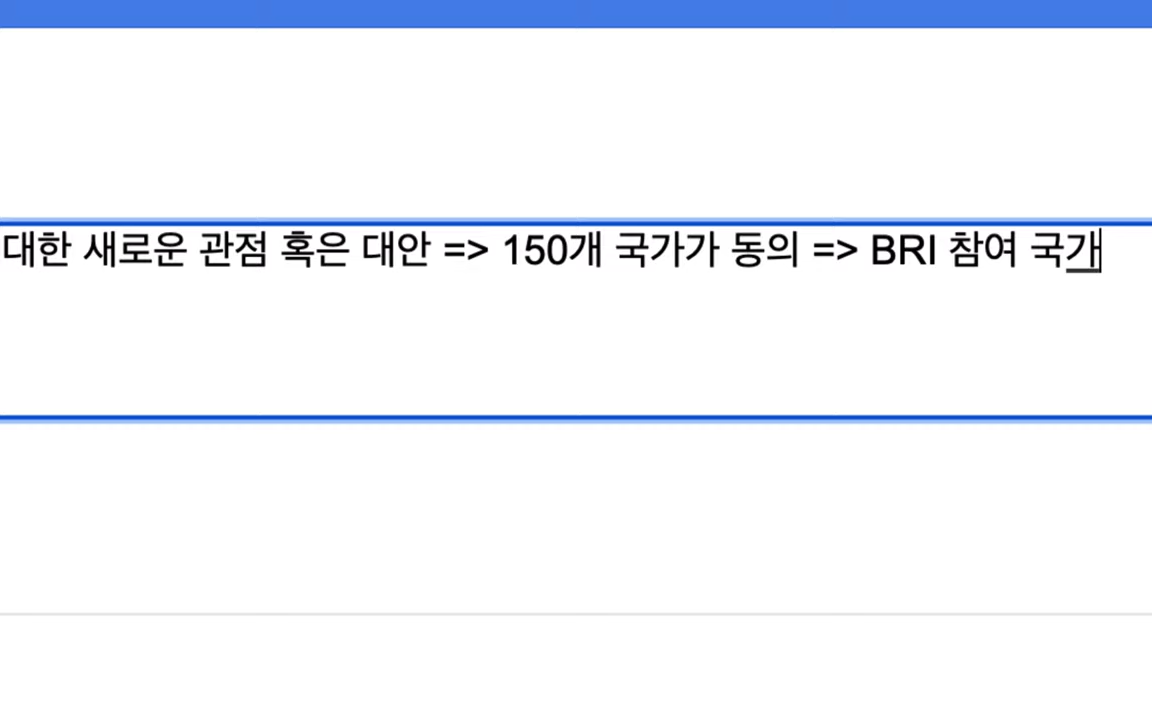 대한 새로운 관점 혹은 대안 => 150개 국가가 동의 => BRI 참여 국가